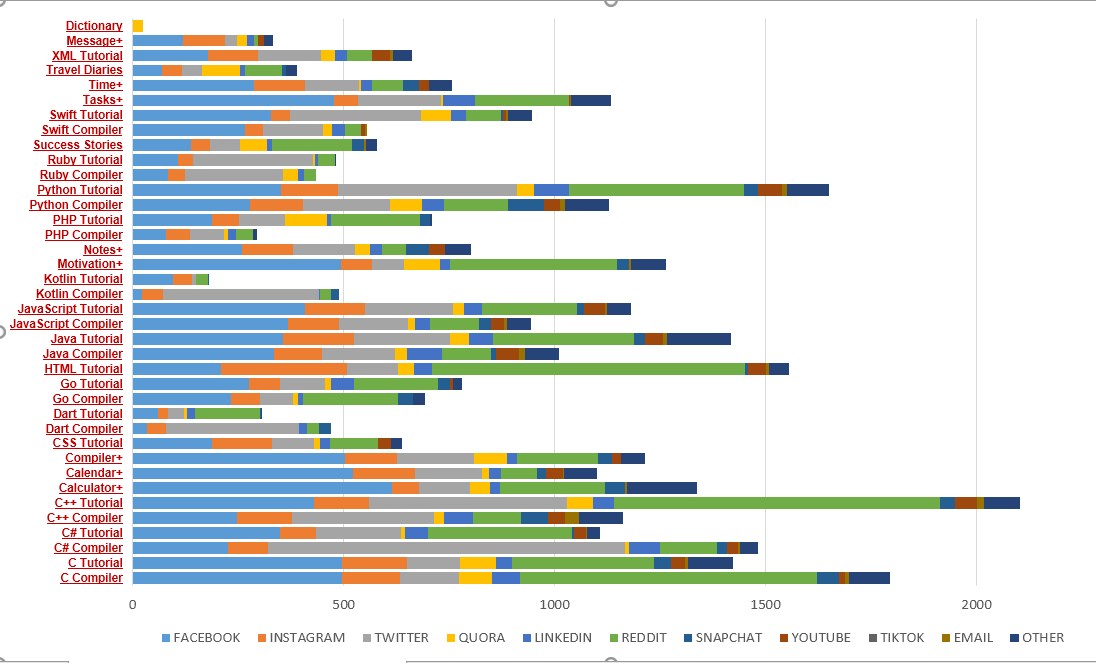 Dictionary
Message+
XML Tutorial
Travel Diaries
Time+
Tasks+
Swift Tutorial
Swift Compiler
Success Stories
Ruby Tutorial
Ruby Compiler
Python Tutorial
Python Compiler
PHP Tutorial
PHP Compiler
Notes+
Motivation+
Kotlin Tutorial
Kotlin Compiler
JavaScript Tutorial
JavaScript Compiler
Java Tutorial
Java Compiler
HTML Tutorial
Go Tutorial
Go Compiler
Dart Tutorial
Dart Compiler
CSS Tutorial
Compiler+
Calendar+
Calculator+
C++ Tutorial
C++ Compiler
C# Tutorial
C# Compiler
C Tutorial
C Compiler
0 500 1000 1500 2000
FACEBOOK INSTAGRAM TWITTER QUORA LINKEDIN REDDIT SNAPCHAT YOUTUBE TIKTOK EMAIL OTHER